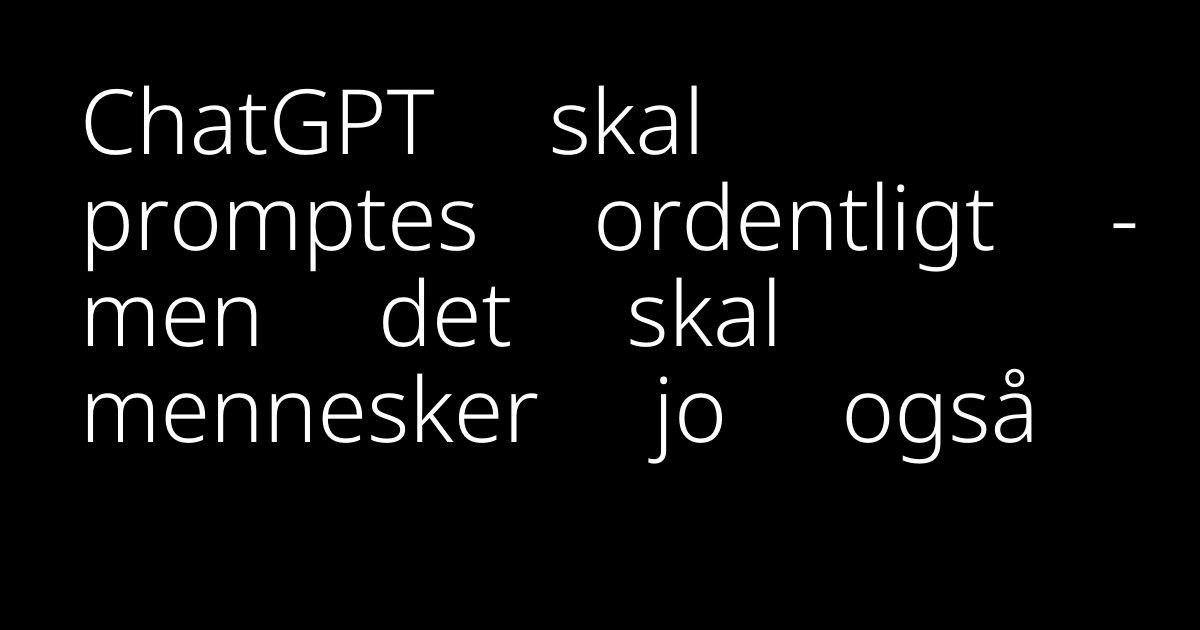 ChatGPT skal
promptes ordentligt -
men det skal
mennesker jo også